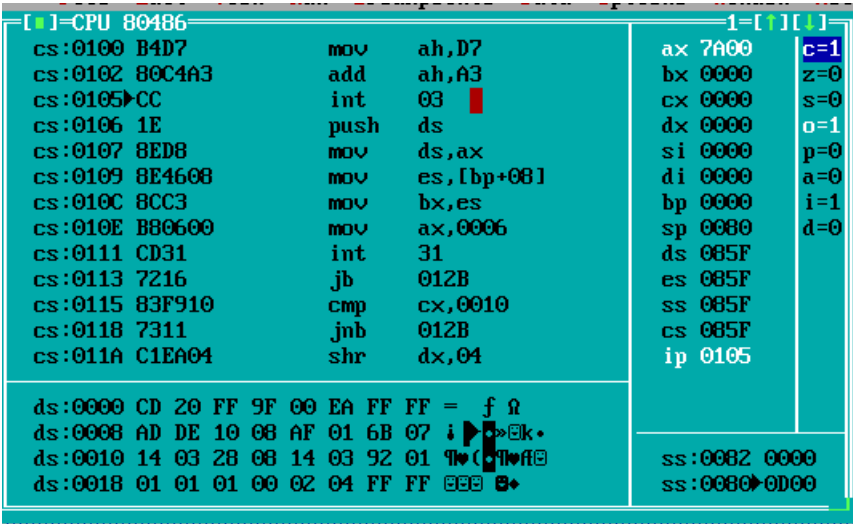 [■]=CPU 80486 1=[↑][↓]
cs:0100 B4D7 mov ah,D7 ax 7A00 c=1
cs:0102 80C4A3 add ah,A3 bx 0000 z=0
cs:0105►CC int 03 cx 0000 s=0
cs:0106 1E push ds dx 0000 o=1
cs:0107 8ED8 mov ds,ax si 0000 p=0
cs:0109 8E4608 mov es,[bp+08] di 0000 a=0
cs:010C 8CC3 mov bx,es bp 0000 i=1
cs:010E B80600 mov ax,0006 sp 0080 d=0
cs:0111 CD31 int 31 ds 085F
cs:0113 7216 jb 012B es 085F
cs:0115 83F910 cmp cx,0010 ss 085F
cs:0118 7311 jnb 012B cs 085F
cs:011A C1EA04 shr dx,04 ip 0105
ds:0000 CD 20 FF 9F 00 EA FF FF = ƒ Ω
ds:0008 AD DE 10 08 AF 01 6B 07 ¡ ►◘»☺k•
ds:0010 14 03 28 08 14 03 92 01 ¶♥(◘¶♥Æ☺ ss:0082 0000
ds:0018 01 01 01 00 02 04 FF FF ☺☺☺ ☻♦ ss:0080►0D00